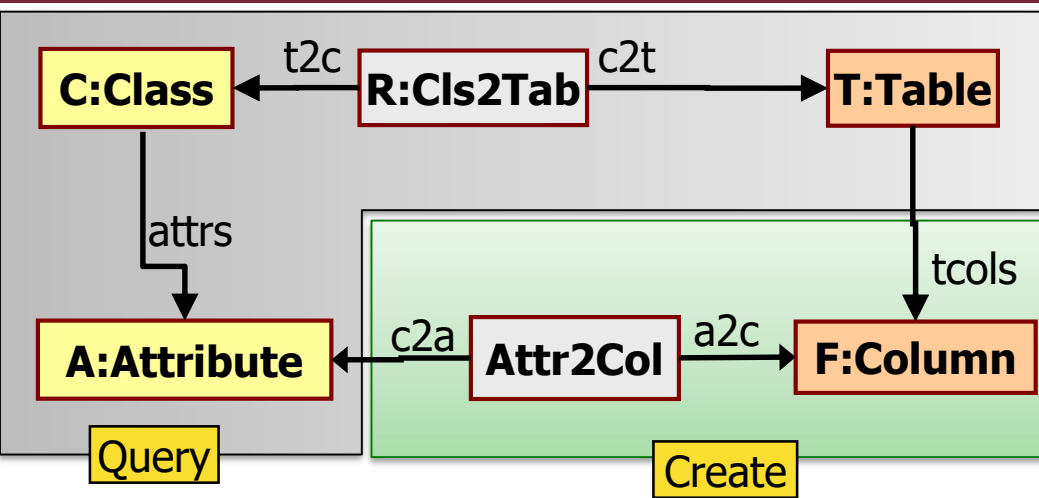 t2c
c2t
C:Class
R:Cls2Tab
T:Table
attrs
tcols
c2a
a2c
A:Attribute
Attr2Col
F:Column
Query
Create